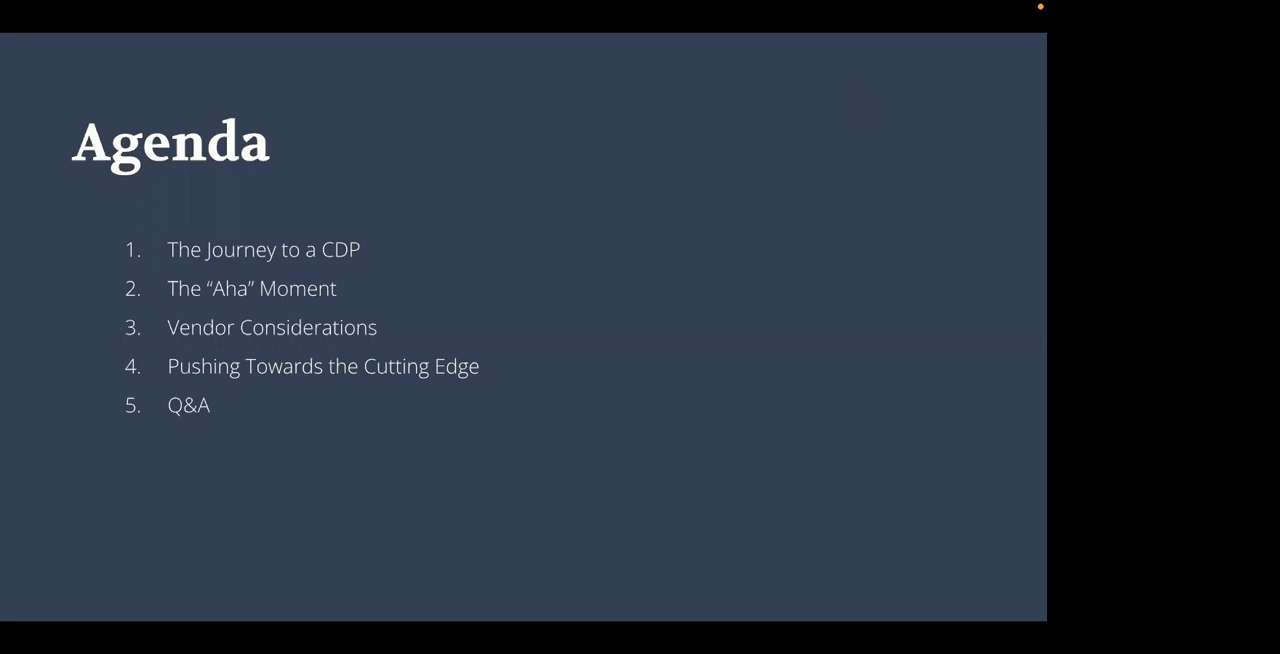 Agenda
1. The Journey to a CDP
2. The “Aha” Moment
3. Vendor Considerations
4. Pushing Towards the Cutting Edge
5. Q&A